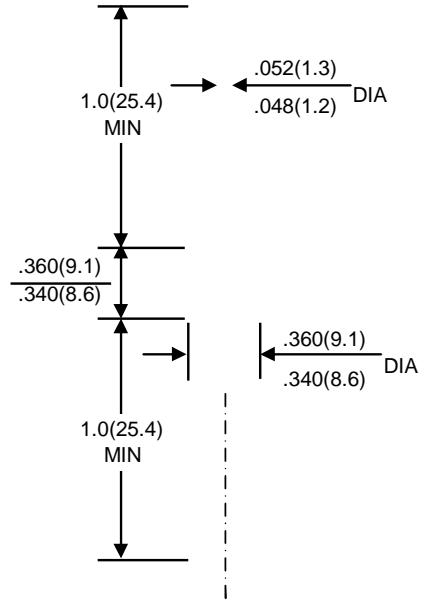 1.0(25.4)
MIN
.052(1.3)
.048(1.2)
DIA
.360(9.1)
.340(8.6)
.360(9.1)
.340(8.6)
DIA
1.0(25.4)
MIN